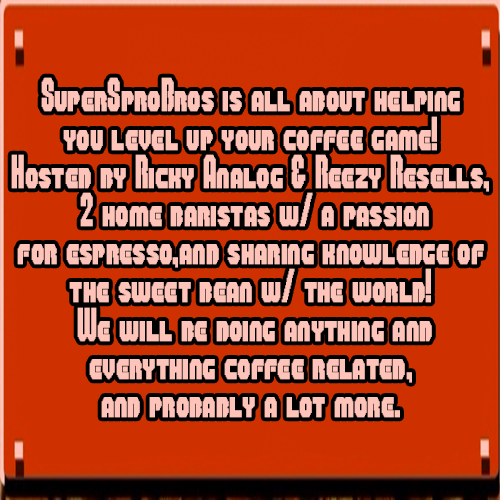 SuperSproBros is all about helping
you level up your coffee game!
Hosted by Ricky Analog & Reezy Resells,
2 home baristas w/ a passion
for espresso,and sharing knowledge of
the sweet bean w/ the world!
We will be doing anything and
everything coffee related,
and probably a lot more.